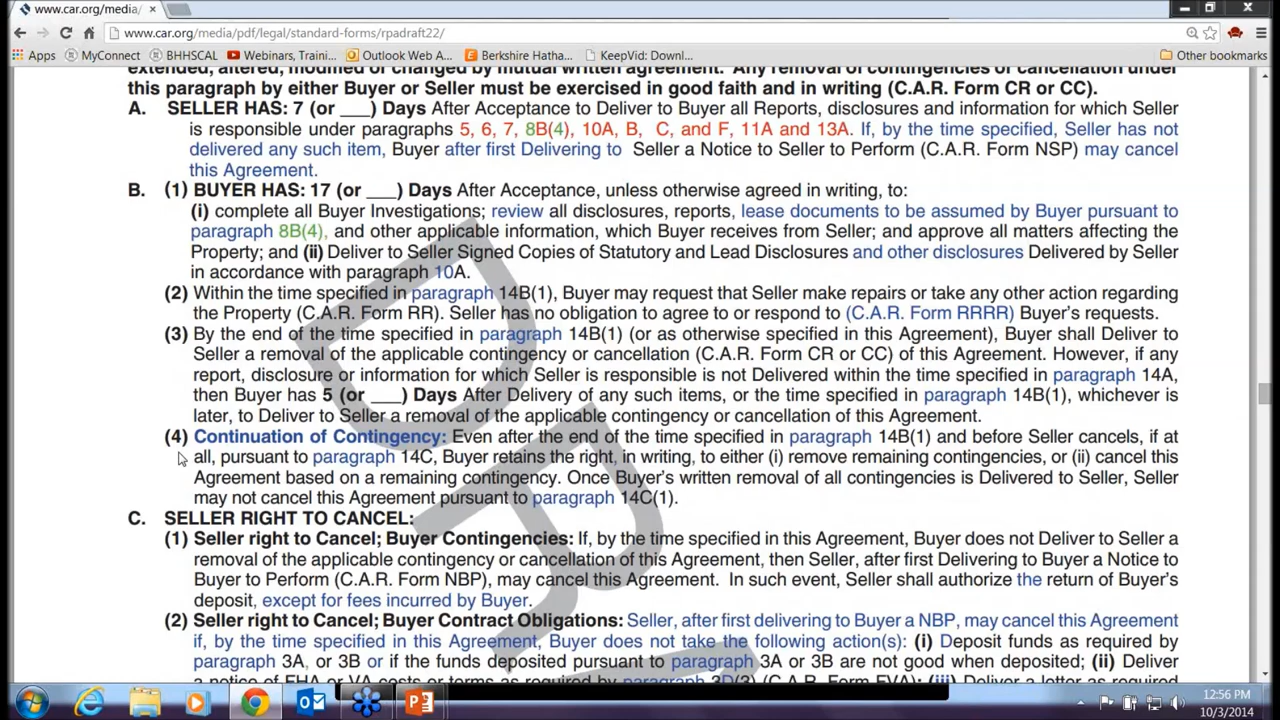 www.car.org/media/
www.car.org/media/pdf/legal/standard-forms/rpadraft22/
Apps MyConnect BHHSCAL Webinars, Traini... Outlook Web A... Berkshire Hatha... KeepVid: Downl... Other bookmarks
extended, altered, modified or changed by mutual written agreement. Any removal of contingencies or cancellation under
this paragraph by either Buyer or Seller must be exercised in good faith and in writing (C.A.R. Form CR or CC).
A. SELLER HAS: 7 (or ___) Days After Acceptance to Deliver to Buyer all Reports, disclosures and information for which Seller
is responsible under paragraphs 5, 6, 7, 8B(4), 10A, B, C, and F, 11A and 13A. If, by the time specified, Seller has not
delivered any such item, Buyer after first Delivering to Seller a Notice to Seller to Perform (C.A.R. Form NSP) may cancel
this Agreement.
B. (1) BUYER HAS: 17 (or ___) Days After Acceptance, unless otherwise agreed in writing, to:
(i) complete all Buyer Investigations; review all disclosures, reports, lease documents to be assumed by Buyer pursuant to
paragraph 8B(4), and other applicable information, which Buyer receives from Seller; and approve all matters affecting the
Property; and (ii) Deliver to Seller Signed Copies of Statutory and Lead Disclosures and other disclosures Delivered by Seller
in accordance with paragraph 10A.
(2) Within the time specified in paragraph 14B(1), Buyer may request that Seller make repairs or take any other action regarding
the Property (C.A.R. Form RR). Seller has no obligation to agree to or respond to (C.A.R. Form RRRR) Buyer's requests.
(3) By the end of the time specified in paragraph 14B(1) (or as otherwise specified in this Agreement), Buyer shall Deliver to
Seller a removal of the applicable contingency or cancellation (C.A.R. Form CR or CC) of this Agreement. However, if any
report, disclosure or information for which Seller is responsible is not Delivered within the time specified in paragraph 14A,
then Buyer has 5 (or ___) Days After Delivery of any such items, or the time specified in paragraph 14B(1), whichever is
later, to Deliver to Seller a removal of the applicable contingency or cancellation of this Agreement.
(4) Continuation of Contingency: Even after the end of the time specified in paragraph 14B(1) and before Seller cancels, if at
all, pursuant to paragraph 14C, Buyer retains the right, in writing, to either (i) remove remaining contingencies, or (ii) cancel this
Agreement based on a remaining contingency. Once Buyer's written removal of all contingencies is Delivered to Seller, Seller
may not cancel this Agreement pursuant to paragraph 14C(1).
C. SELLER RIGHT TO CANCEL:
(1) Seller right to Cancel; Buyer Contingencies: If, by the time specified in this Agreement, Buyer does not Deliver to Seller a
removal of the applicable contingency or cancellation of this Agreement, then Seller, after first Delivering to Buyer a Notice to
Buyer to Perform (C.A.R. Form NBP), may cancel this Agreement. In such event, Seller shall authorize the return of Buyer's
deposit, except for fees incurred by Buyer.
(2) Seller right to Cancel; Buyer Contract Obligations: Seller, after first delivering to Buyer a NBP, may cancel this Agreement
if, by the time specified in this Agreement, Buyer does not take the following action(s): (i) Deposit funds as required by
paragraph 3A, or 3B or if the funds deposited pursuant to paragraph 3A or 3B are not good when deposited; (ii) Deliver
a notice of FHA or VA costs or terms as required by paragraph 3D(3) (C.A.R. Form FVA); (iii) Deliver a letter as required
12:56 PM
10/3/2014